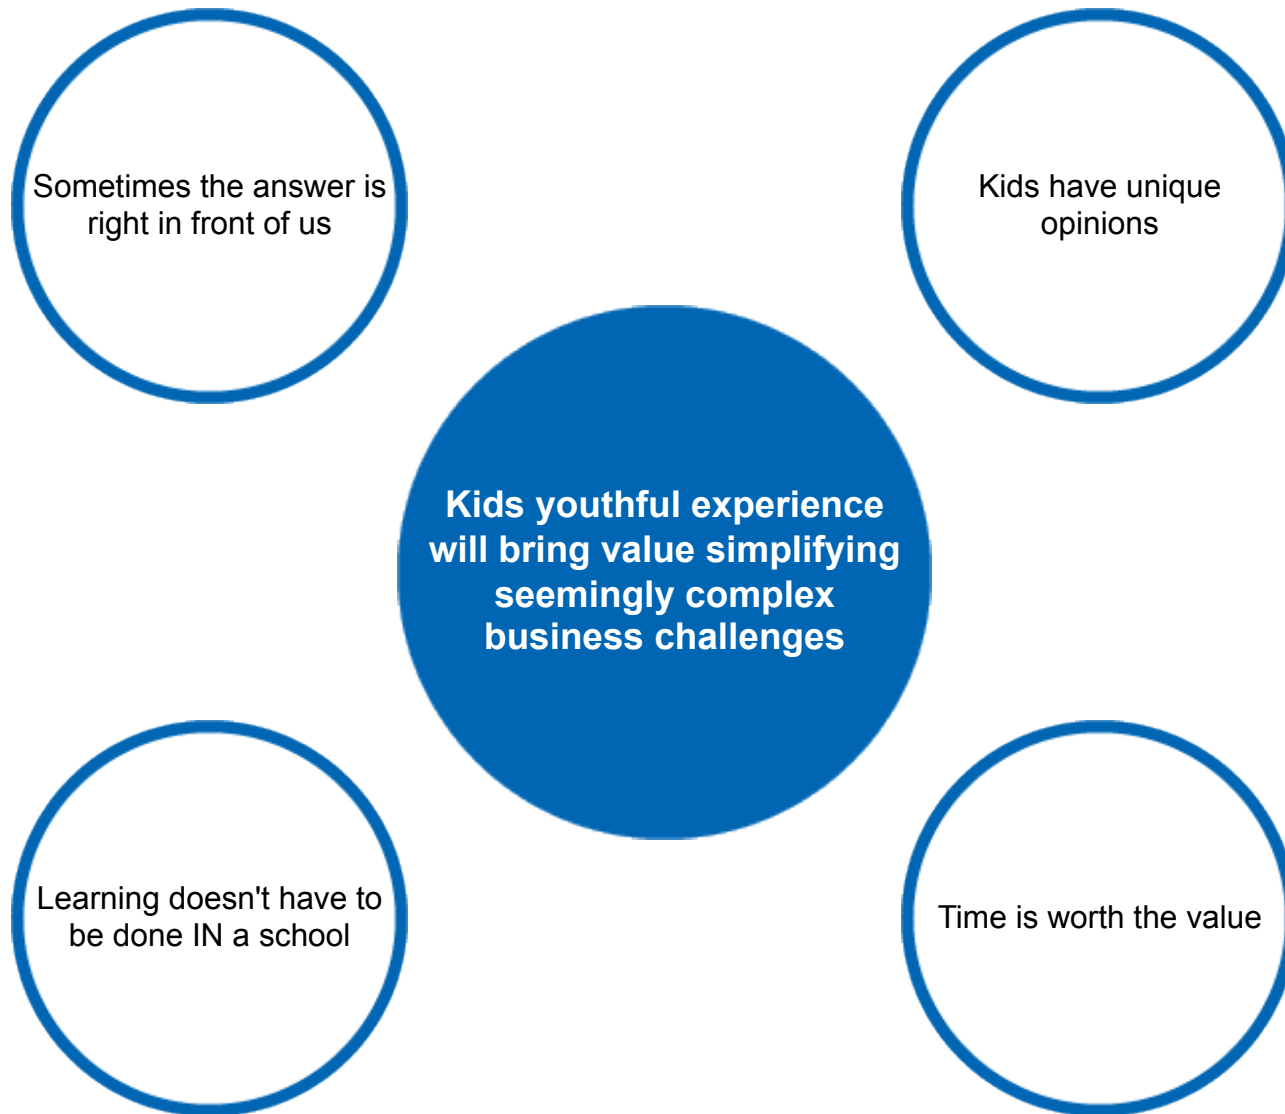 Sometimes the answer is
right in front of us
Kids have unique
opinions
Kids youthful experience
will bring value simplifying
seemingly complex
business challenges
Learning doesn't have to
be done IN a school
Time is worth the value